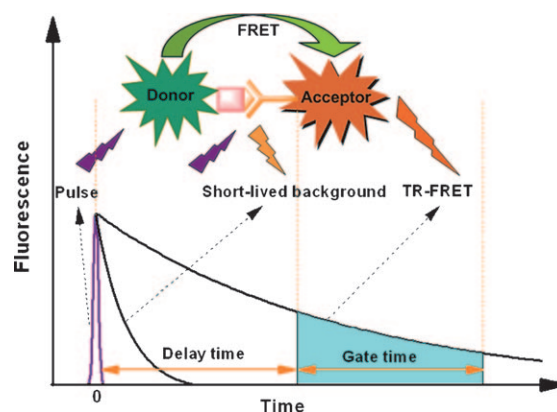 FRET
Donor
Acceptor
Pulse
Short-lived background
TR-FRET
Fluorescence
Delay time
Gate time
0
Time